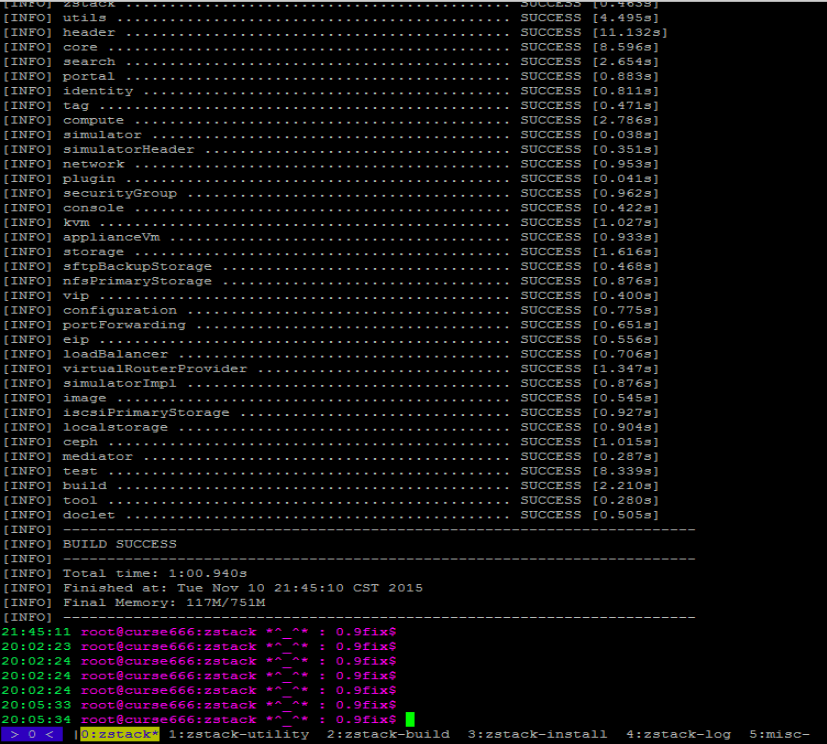 [INFO] zstack ............................................. SUCCESS [0.463s]
[INFO] utils .............................................. SUCCESS [4.495s]
[INFO] header ............................................. SUCCESS [11.132s]
[INFO] core ............................................... SUCCESS [8.596s]
[INFO] search ............................................. SUCCESS [2.654s]
[INFO] portal ............................................. SUCCESS [0.883s]
[INFO] identity ........................................... SUCCESS [0.811s]
[INFO] tag ................................................ SUCCESS [0.471s]
[INFO] compute ............................................ SUCCESS [2.786s]
[INFO] simulator .......................................... SUCCESS [0.038s]
[INFO] simulatorHeader .................................... SUCCESS [0.351s]
[INFO] network ............................................ SUCCESS [0.953s]
[INFO] plugin ............................................. SUCCESS [0.041s]
[INFO] securityGroup ...................................... SUCCESS [0.962s]
[INFO] console ............................................ SUCCESS [0.422s]
[INFO] kvm ................................................ SUCCESS [1.027s]
[INFO] applianceVm ........................................ SUCCESS [0.933s]
[INFO] storage ............................................ SUCCESS [1.616s]
[INFO] sftpBackupStorage .................................. SUCCESS [0.468s]
[INFO] nfsPrimaryStorage .................................. SUCCESS [0.876s]
[INFO] vip ................................................ SUCCESS [0.400s]
[INFO] configuration ...................................... SUCCESS [0.775s]
[INFO] portForwarding ..................................... SUCCESS [0.651s]
[INFO] eip ................................................ SUCCESS [0.556s]
[INFO] loadBalancer ....................................... SUCCESS [0.706s]
[INFO] virtualRouterProvider .............................. SUCCESS [1.347s]
[INFO] simulatorImpl ...................................... SUCCESS [0.876s]
[INFO] image .............................................. SUCCESS [0.545s]
[INFO] iscsiPrimaryStorage ................................ SUCCESS [0.927s]
[INFO] localstorage ....................................... SUCCESS [0.904s]
[INFO] ceph ............................................... SUCCESS [1.015s]
[INFO] mediator ........................................... SUCCESS [0.287s]
[INFO] test ............................................... SUCCESS [8.339s]
[INFO] build .............................................. SUCCESS [2.210s]
[INFO] tool ............................................... SUCCESS [0.280s]
[INFO] doclet ............................................. SUCCESS [0.505s]
[INFO] ------------------------------------------------------------------------
[INFO] BUILD SUCCESS
[INFO] ------------------------------------------------------------------------
[INFO] Total time: 1:00.940s
[INFO] Finished at: Tue Nov 10 21:45:10 CST 2015
[INFO] Final Memory: 117M/751M
[INFO] ------------------------------------------------------------------------
21:45:11 root@curse666:zstack *^_^* : 0.9fix$
20:02:23 root@curse666:zstack *^_^* : 0.9fix$
20:02:24 root@curse666:zstack *^_^* : 0.9fix$
20:02:24 root@curse666:zstack *^_^* : 0.9fix$
20:02:24 root@curse666:zstack *^_^* : 0.9fix$
20:05:33 root@curse666:zstack *^_^* : 0.9fix$
20:05:34 root@curse666:zstack *^_^* : 0.9fix$
> 0 < |0:zstack* 1:zstack-utility 2:zstack-build 3:zstack-install 4:zstack-log 5:misc-